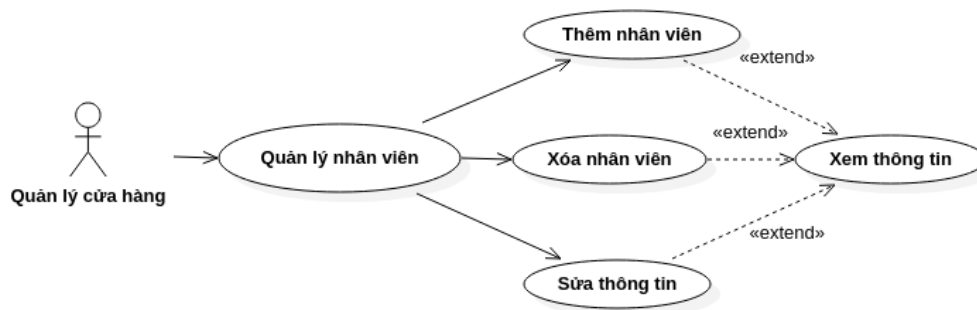 Thêm nhân viên
«extend»
Quản lý cửa hàng
Quản lý nhân viên
Xóa nhân viên
«extend»
Xem thông tin
«extend»
Sửa thông tin